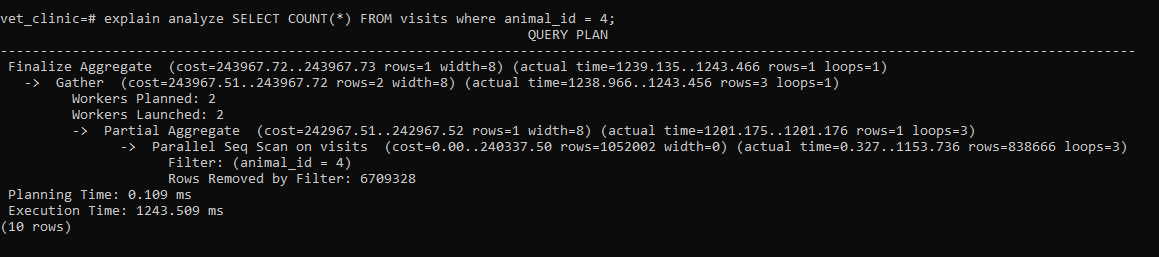 vet_clinic=# explain analyze SELECT COUNT(*) FROM visits where animal_id = 4;
QUERY PLAN
------------------------------------------------------------------------------------------------------------------------------------------------
Finalize Aggregate  (cost=243967.72..243967.73 rows=1 width=8) (actual time=1239.135..1243.466 rows=1 loops=1)
->  Gather  (cost=243967.51..243967.72 rows=2 width=8) (actual time=1238.966..1243.456 rows=3 loops=1)
Workers Planned: 2
Workers Launched: 2
->  Partial Aggregate  (cost=242967.51..242967.52 rows=1 width=8) (actual time=1201.175..1201.176 rows=1 loops=3)
->  Parallel Seq Scan on visits  (cost=0.00..240337.50 rows=1052002 width=0) (actual time=0.327..1153.736 rows=838666 loops=3)
Filter: (animal_id = 4)
Rows Removed by Filter: 6709328
Planning Time: 0.109 ms
Execution Time: 1243.509 ms
(10 rows)